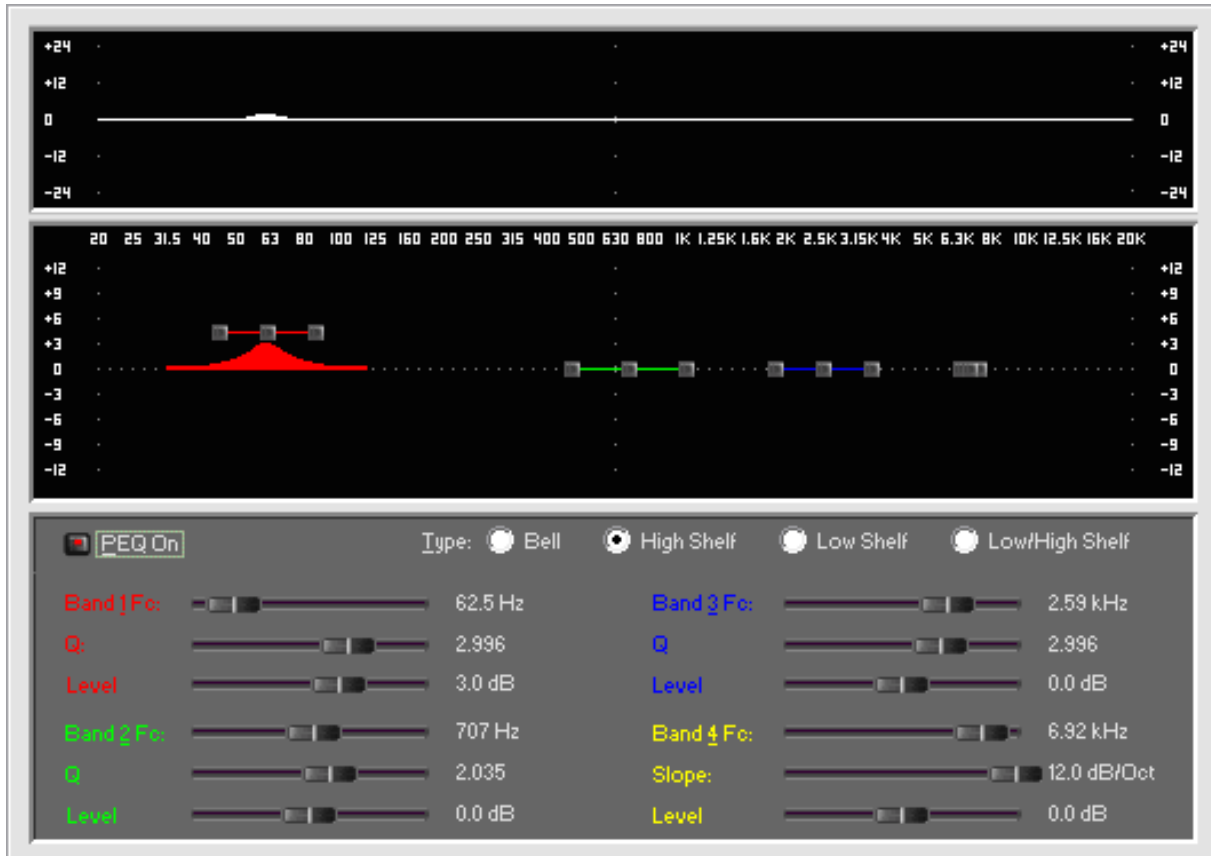 +24 +24
+12 +12
0 0
-12 -12
-24 -24
20 25 31.5 40 50 63 80 100 125 160 200 250 315 400 500 630 800 1K 1.25K 1.6K 2K 2.5K 3.15K 4K 5K 6.3K 8K 10K 12.5K 16K 20K
+12 +12
+9 +9
+6 +6
+3 +3
0 0
-3 -3
-6 -6
-9 -9
-12 -12
PEQ On Type: Bell High Shelf Low Shelf Low/High Shelf
Band 1 Fc: 62.5 Hz Band 3 Fc: 2.59 kHz
Q: 2.996 Q 2.996
Level 3.0 dB Level 0.0 dB
Band 2 Fc: 707 Hz Band 4 Fc: 6.92 kHz
Q 2.035 Slope: 12.0 dB/Oct
Level 0.0 dB Level 0.0 dB